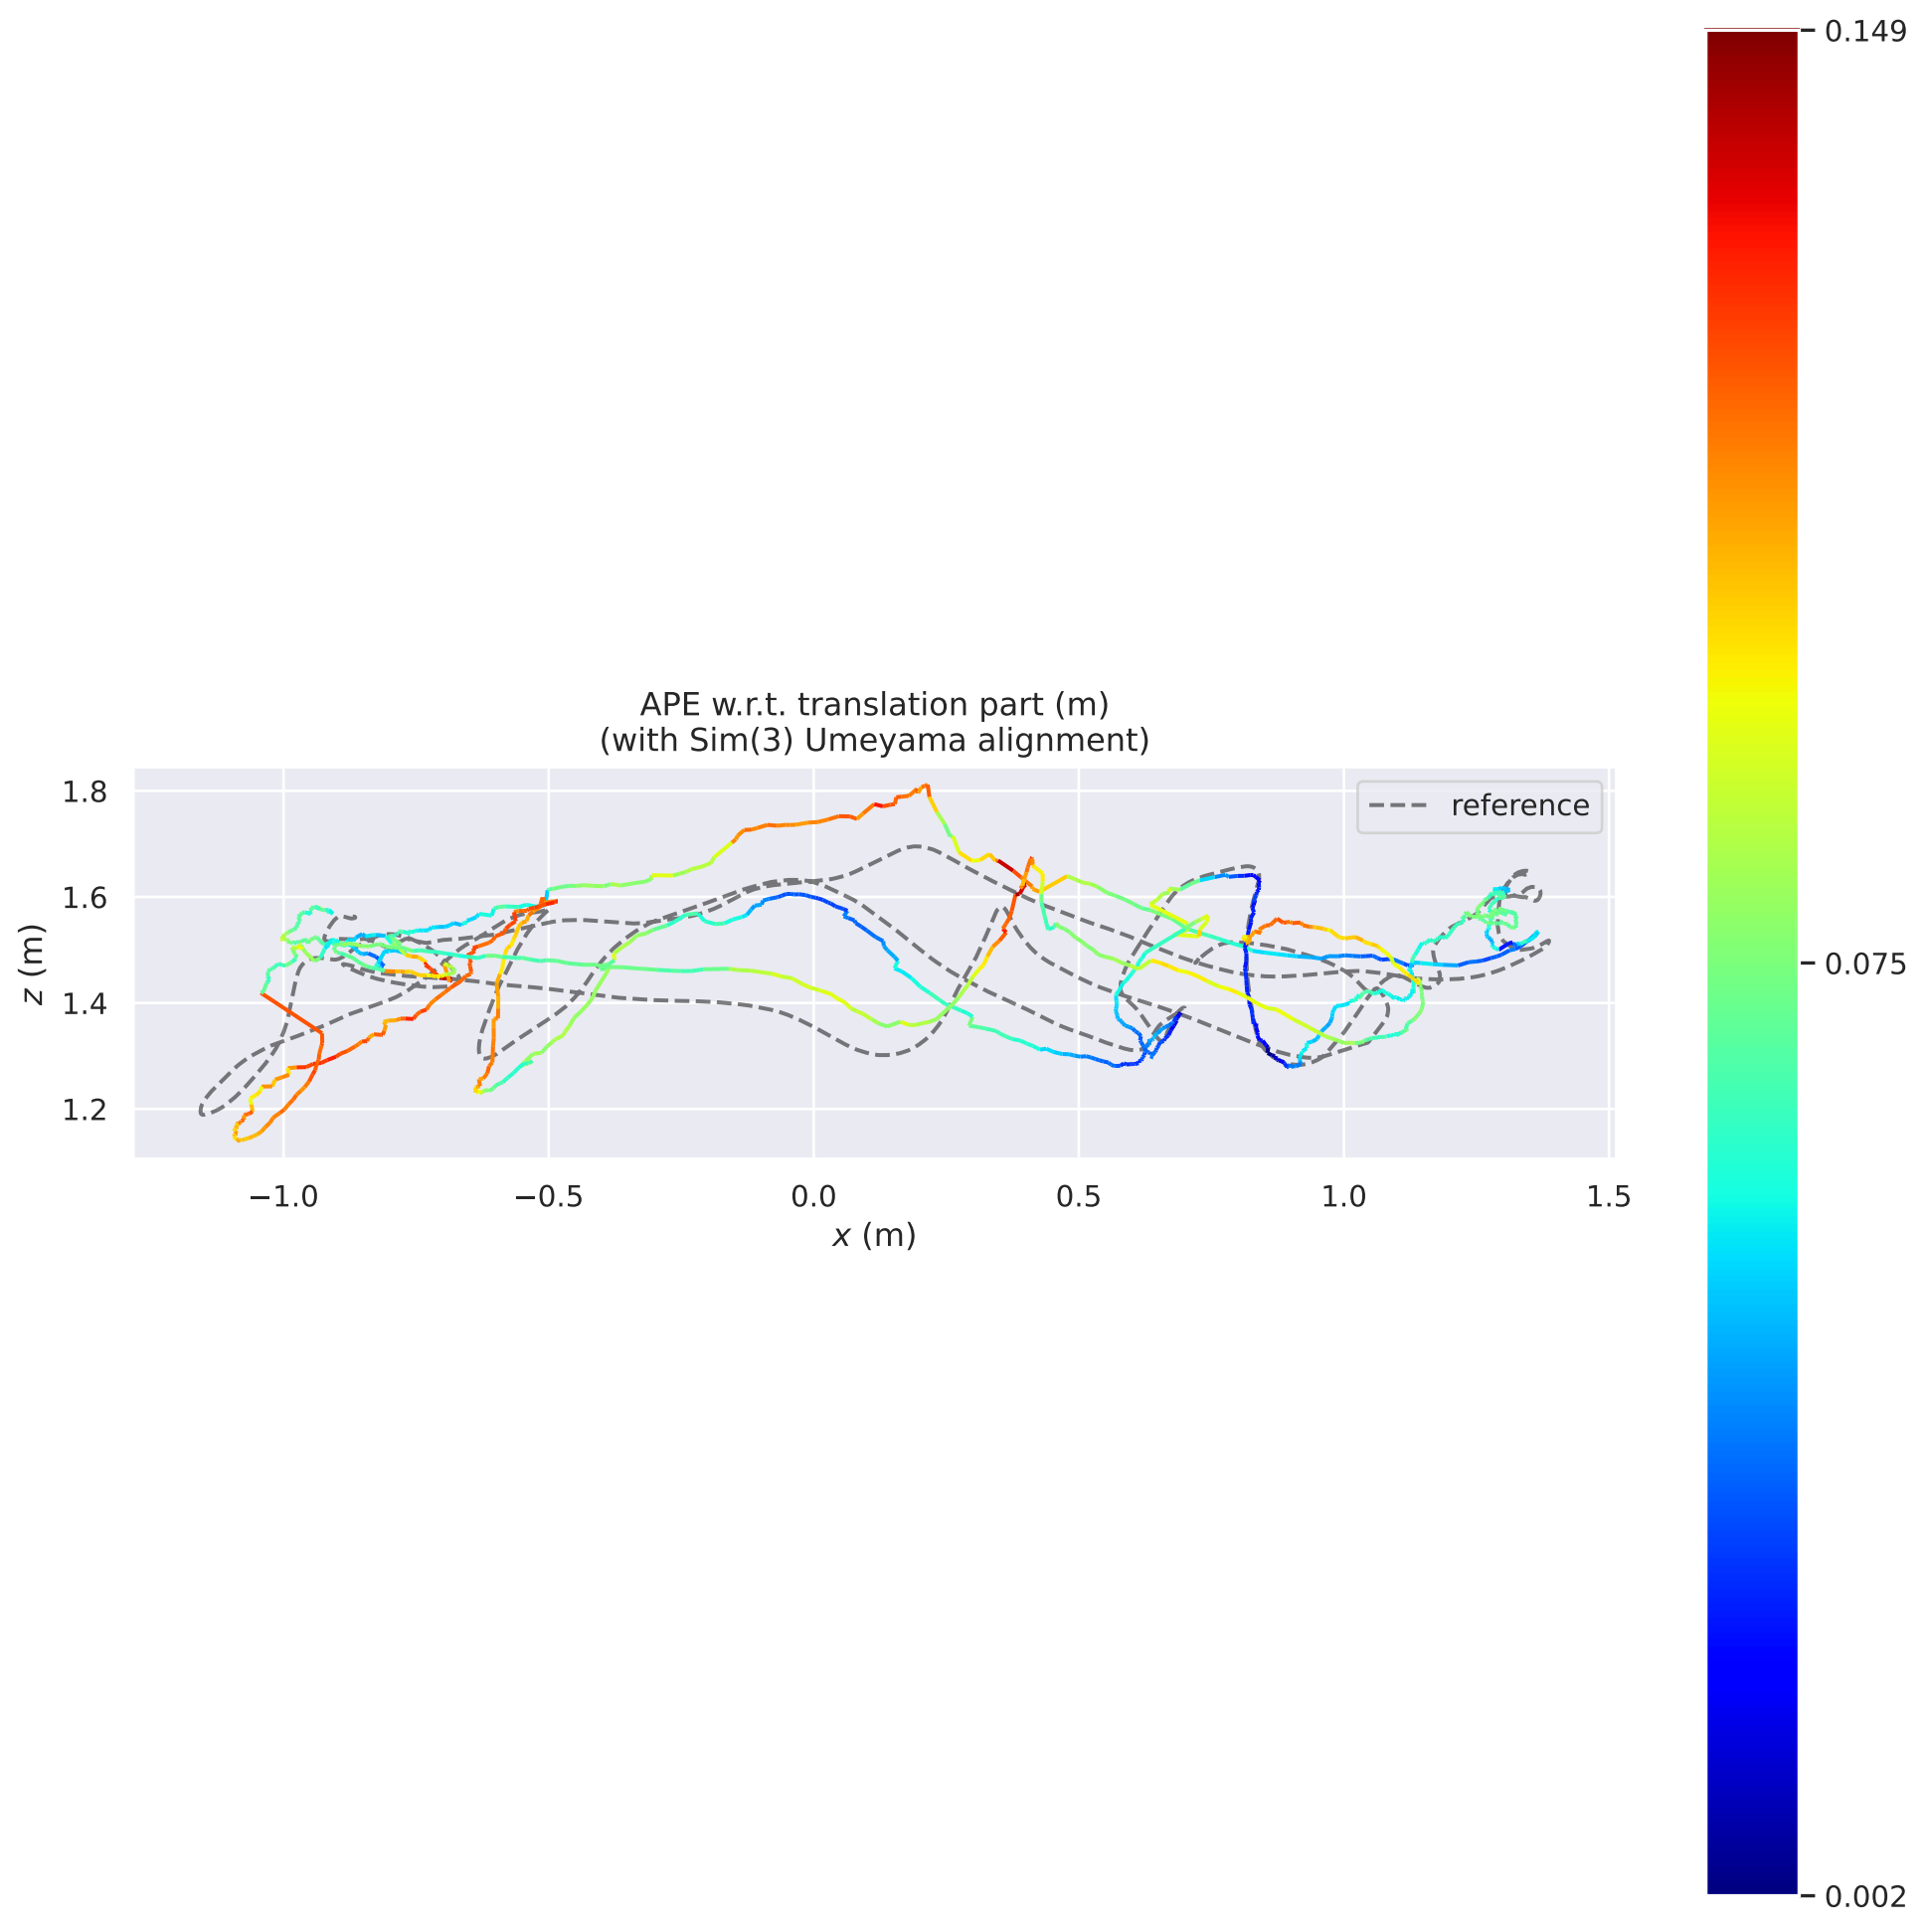 0.149
APE w.r.t. translation part (m)
(with Sim(3) Umeyama alignment)
1.8
reference
1.6
z (m)
0.075
1.4
1.2
−1.0 −0.5 0.0 0.5 1.0 1.5
x (m)
0.002